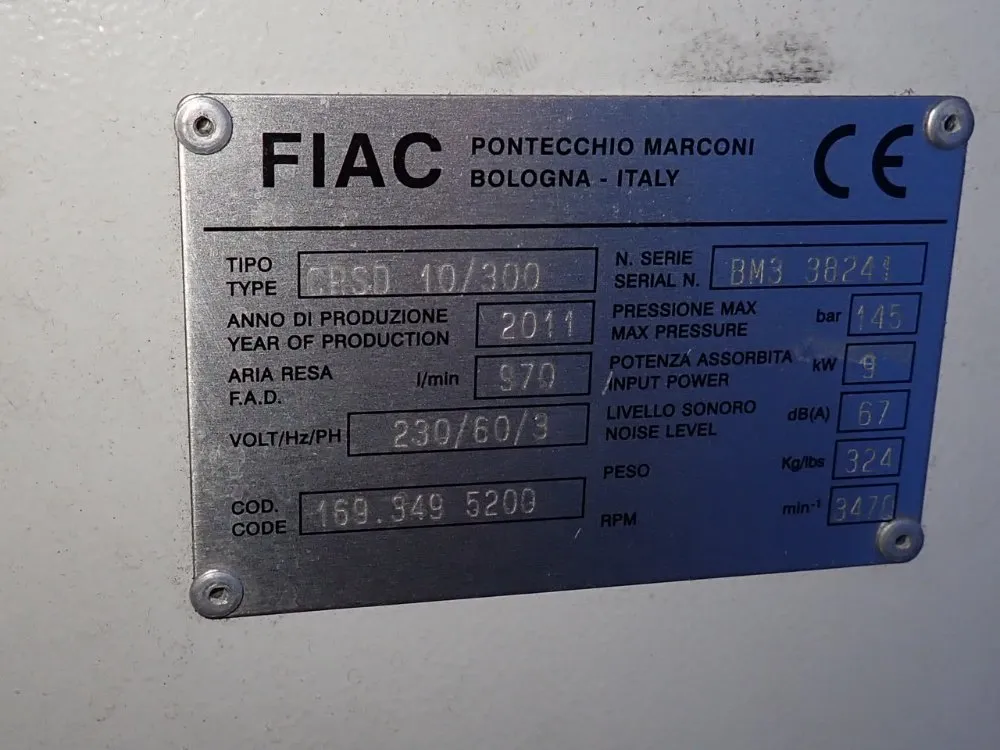 FIAC PONTECCHIO MARCONI
BOLOGNA - ITALY
CE
TIPO
TYPE
CRSD 10/300
N. SERIE
SERIAL N.
BM3 38241
ANNO DI PRODUZIONE
YEAR OF PRODUCTION
2011
PRESSIONE MAX
MAX PRESSURE
bar 145
ARIA RESA
F.A.D.
l/min 970
POTENZA ASSORBITA
INPUT POWER
kW 9
VOLT/Hz/PH 230/60/3
LIVELLO SONORO
NOISE LEVEL
dB(A) 67
PESO Kg/lbs 324
COD.
CODE
169.349 5200
RPM min⁻¹ 3470